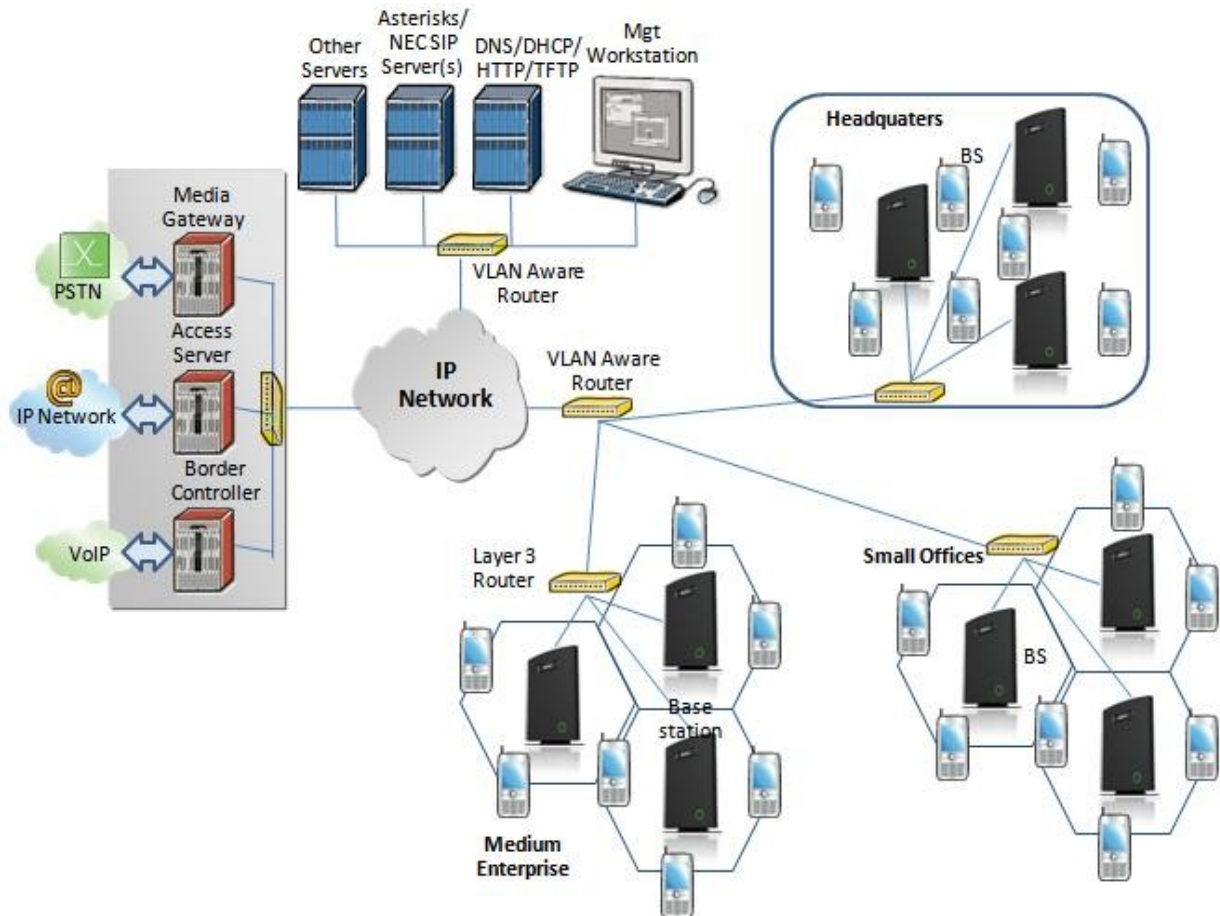 Other
Servers
Asterisks/
NEC SIP
Server(s)
DNS/DHCP/
HTTP/TFTP
Mgt
Workstation
VLAN Aware
Router
Media
Gateway
PSTN
Access
Server
@
IP Network
Border
Controller
VoIP
IP
Network
VLAN Aware
Router
Headquaters
BS
Layer 3
Router
Base
station
Medium
Enterprise
Small Offices
BS